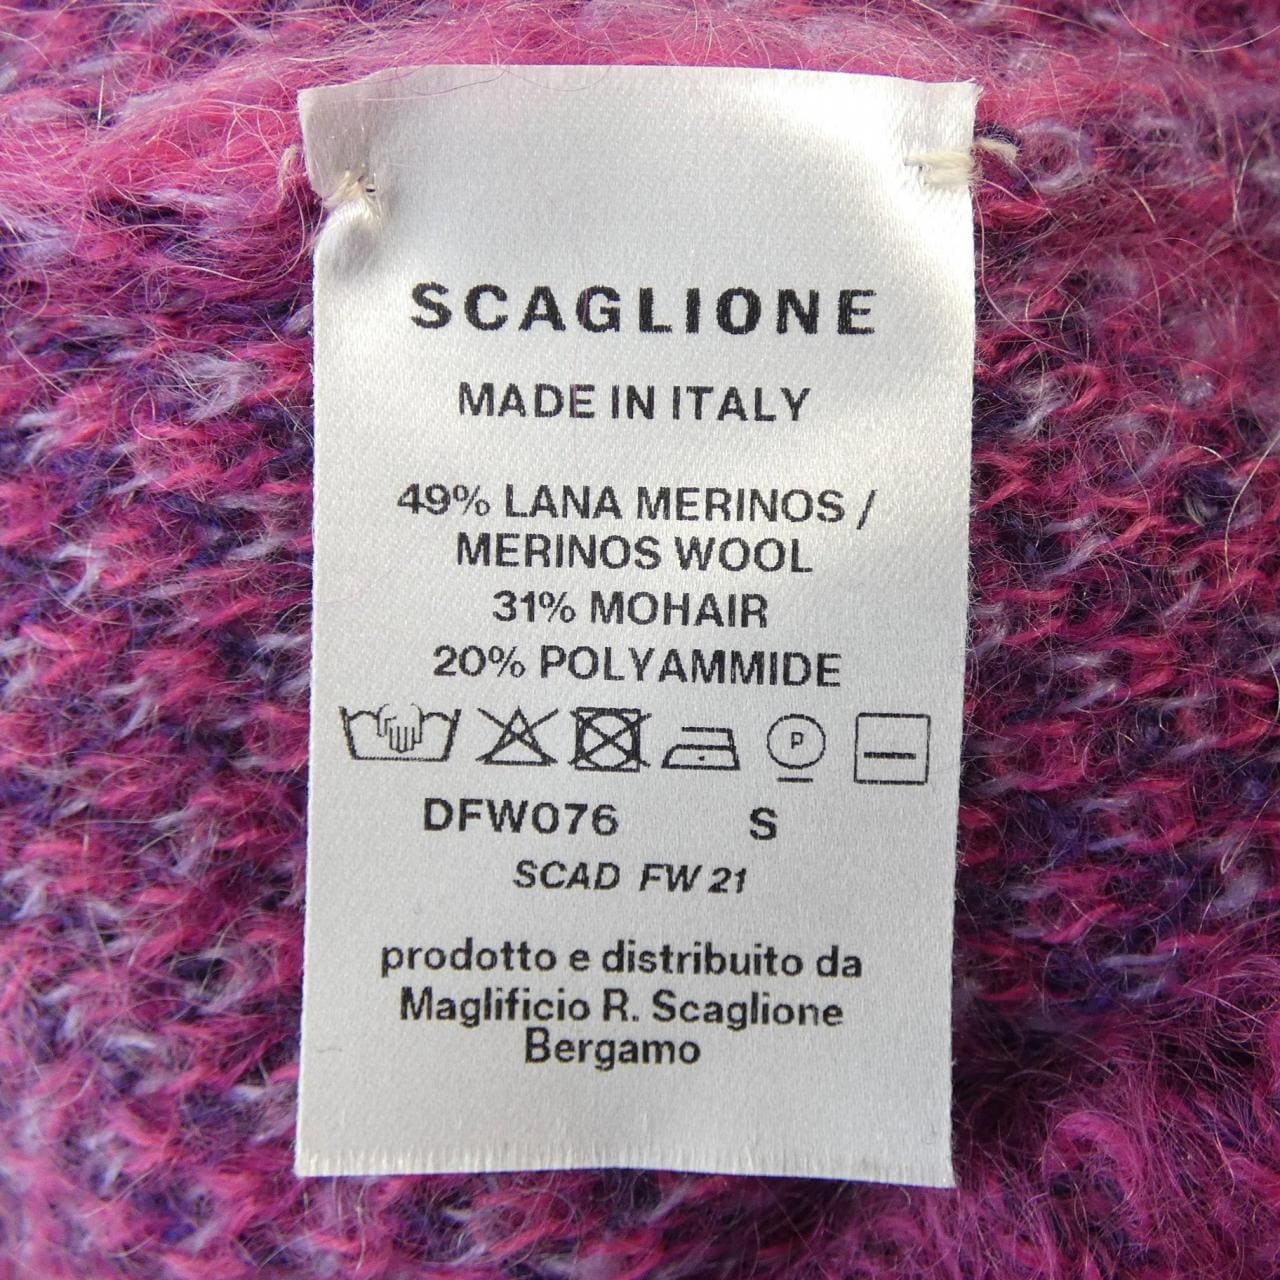 SCAGLIONE
MADE IN ITALY
49% LANA MERINOS /
MERINOS WOOL
31% MOHAIR
20% POLYAMMIDE
P
DFW076 S
SCAD FW 21
prodotto e distribuito da
Maglificio R. Scaglione
Bergamo